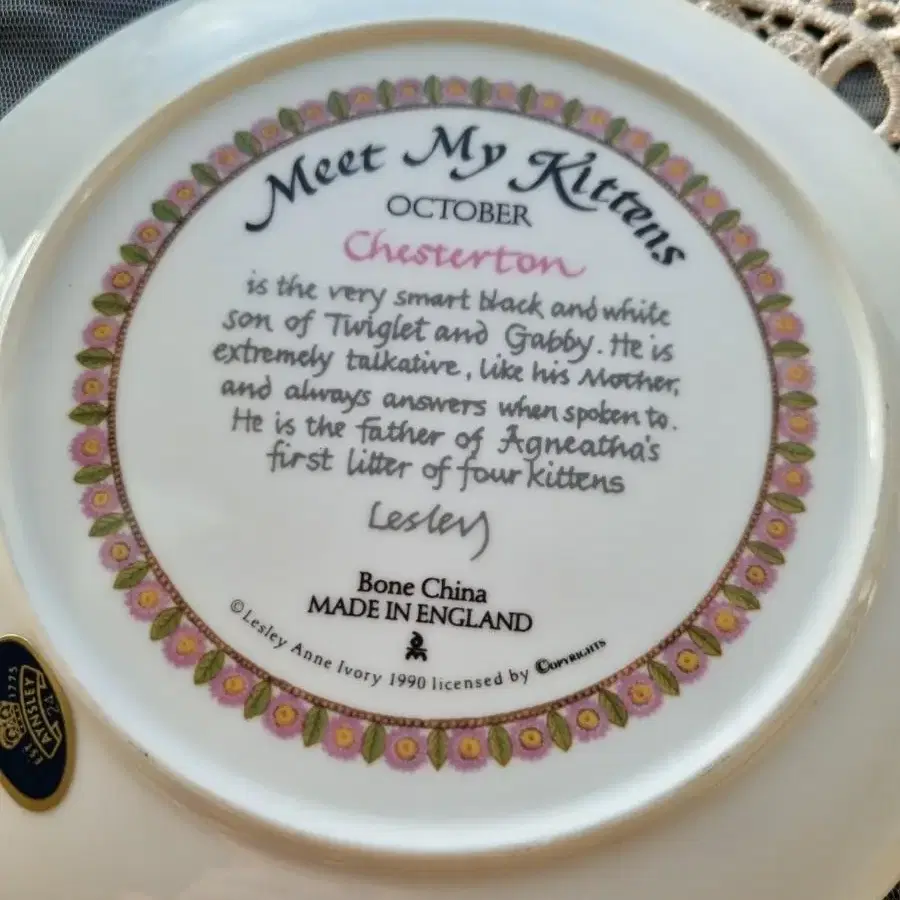 Meet My Kittens
OCTOBER
Chesterton
is the very smart black and white
son of Twiglet and Gabby. He is
extremely talkative, like his Mother,
and always answers when spoken to.
He is the father of Agneatha's
first litter of four kittens
Lesley
Bone China
MADE IN ENGLAND
©Lesley Anne Ivory 1990 licensed by ©OPYRIGHTS
EST 1775
AYNSLEY